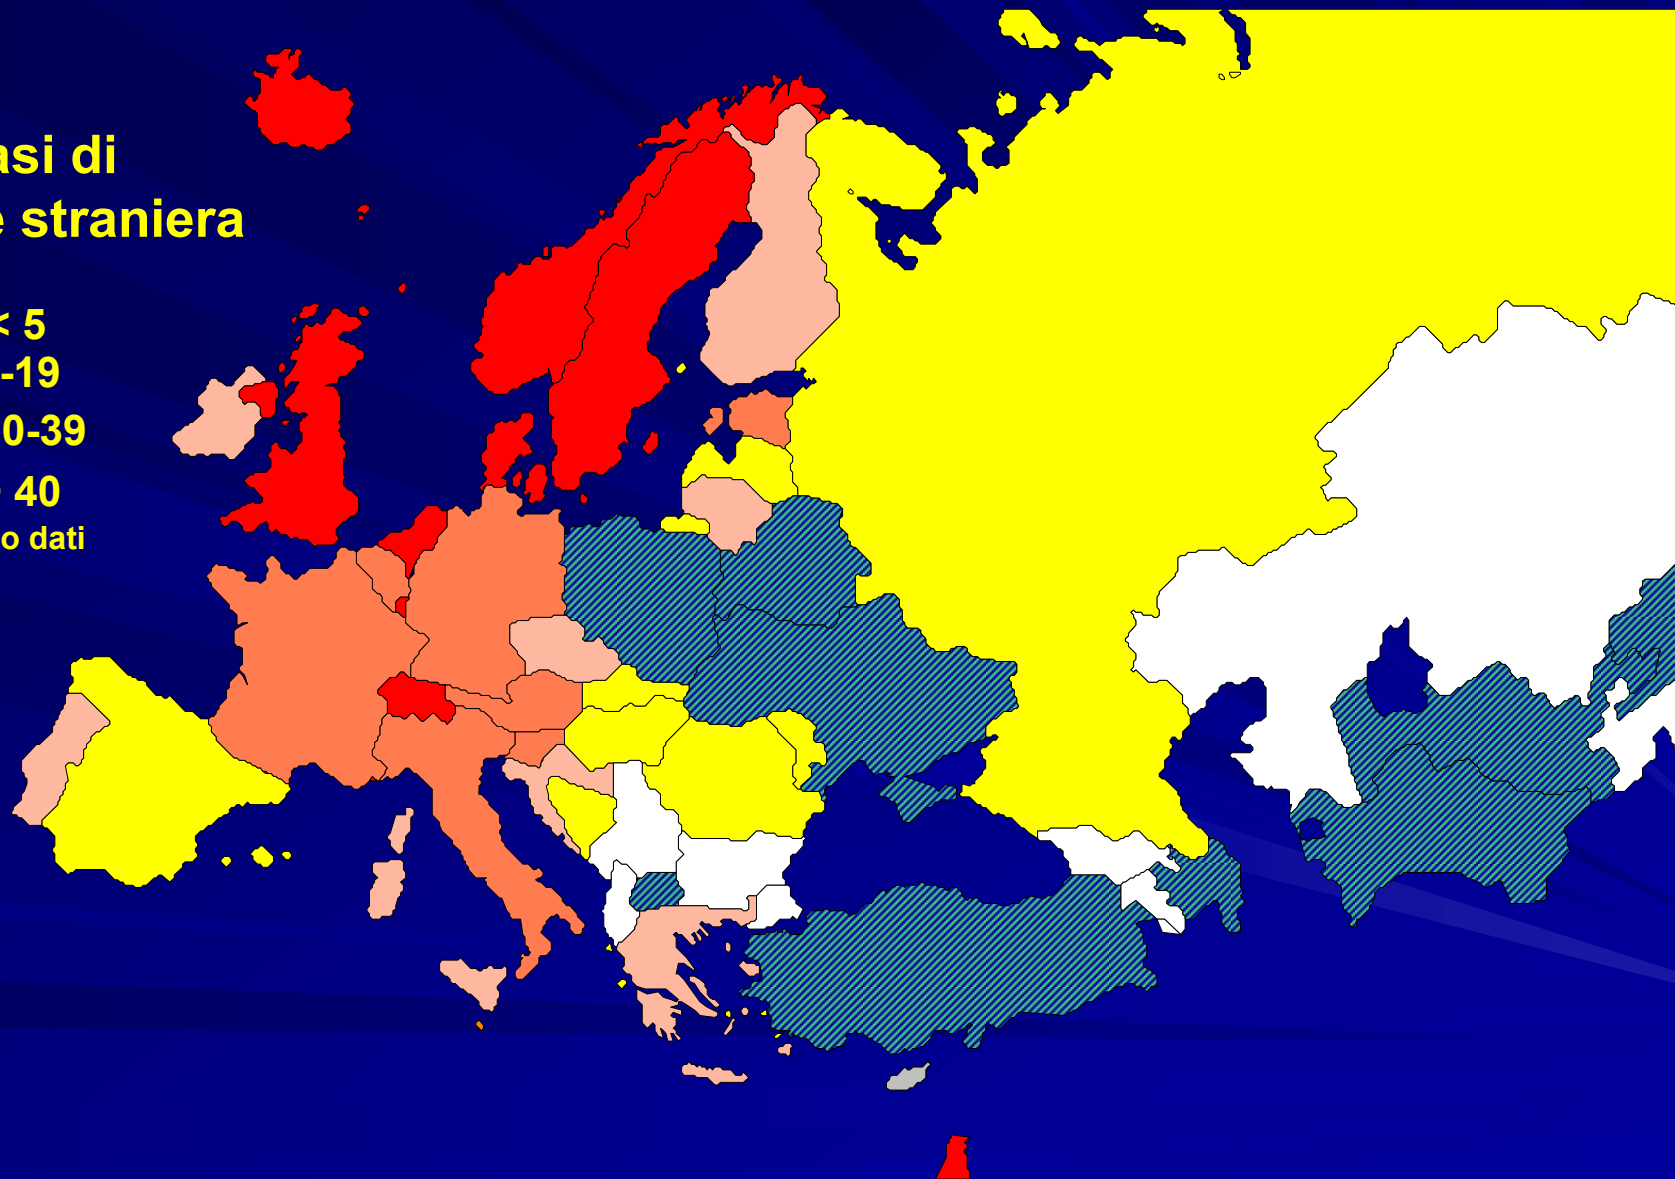 asi di
e straniera
< 5
-19
0-39
40
o dati